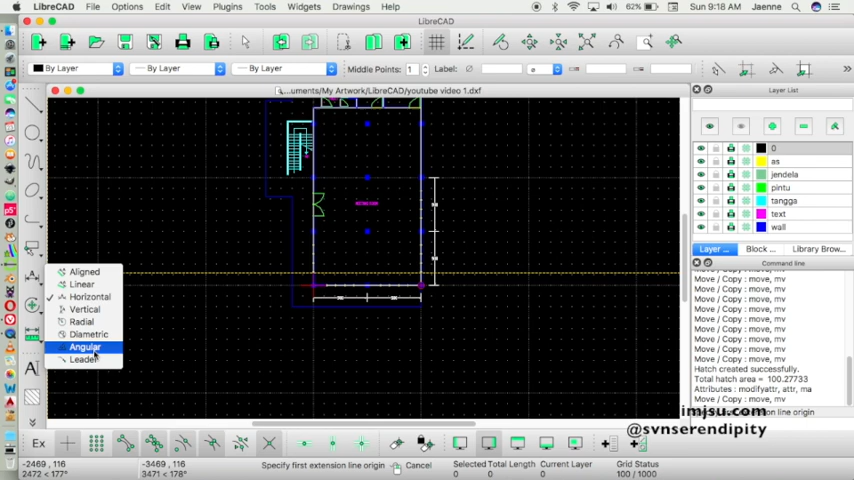 LibreCAD File Options Edit View Plugins Tools Widgets Drawings Help 62% Sun 9:18 AM Jaenne
LibreCAD
By Layer By Layer By Layer Middle Points: 1 Label:
...uments/My Artwork/LibreCAD/youtube video 1.dxf
Layer List
0
as
jendela
pintu
tangga
text
wall
Layer ... Block ... Library Brow...
Command line
Move / Copy : move, mv
Move / Copy : move, mv
Move / Copy : move, mv
Move / Copy : move, mv
Move / Copy : move, mv
Move / Copy : move, mv
Move / Copy : move, mv
Move / Copy : move, mv
Hatch created successfully.
Total hatch area = 100.27733
Attributes : modifyattr, attr, ma
Move / Copy : move, mv
extension line origin
Aligned
Linear
Horizontal
Vertical
Radial
Diametric
Angular
Leader
imjsu.com
@svnserendipity
Ex
-2469 , 116
2472 < 177°
-3469 , 116
3471 < 178°
Specify first extension line origin
Cancel
Selected Total Length
0 0
Current Layer
0
Grid Status
100 / 1000